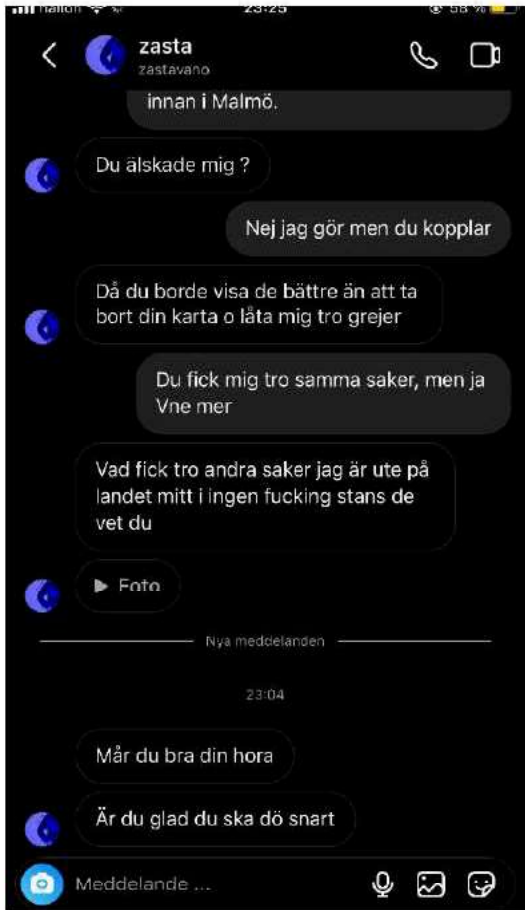 hallon
23:25
58 %
zasta
zastavano
innan i Malmö.
Du älskade mig ?
Nej jag gör men du kopplar
Då du borde visa de bättre än att ta
bort din karta o låta mig tro grejer
Du fick mig tro samma saker, men ja
Vne mer
Vad fick tro andra saker jag är ute på
landet mitt i ingen fucking stans de
vet du
Foto
Nya meddelanden
23:04
Mår du bra din hora
Är du glad du ska dö snart
Meddelande ...